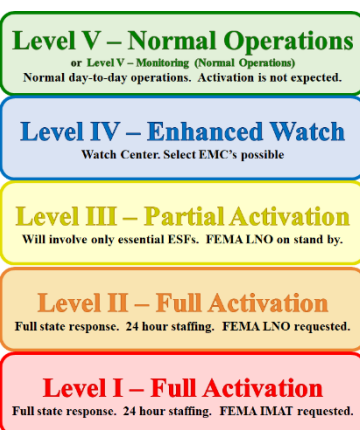 Level V – Normal Operations
or Level V – Monitoring (Normal Operations)
Normal day-to-day operations. Activation is not expected.
Level IV – Enhanced Watch
Watch Center. Select EMC's possible
Level III – Partial Activation
Will involve only essential ESFs. FEMA LNO on stand by.
Level II – Full Activation
Full state response. 24 hour staffing. FEMA LNO requested.
Level I – Full Activation
Full state response. 24 hour staffing. FEMA IMAT requested.